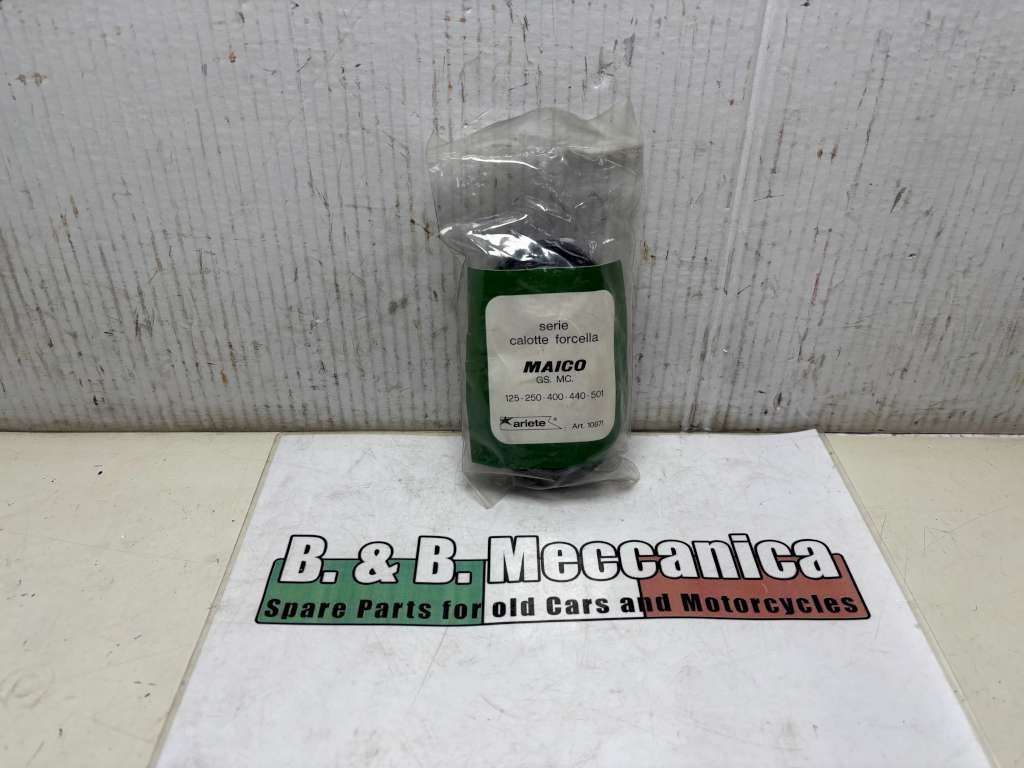 serie
calotte forcella
MAICO
GS. MC.
125-250-400-440-501
ariete®
Art. 10971
B. & B. Meccanica
Spare Parts for old Cars and Motorcycles